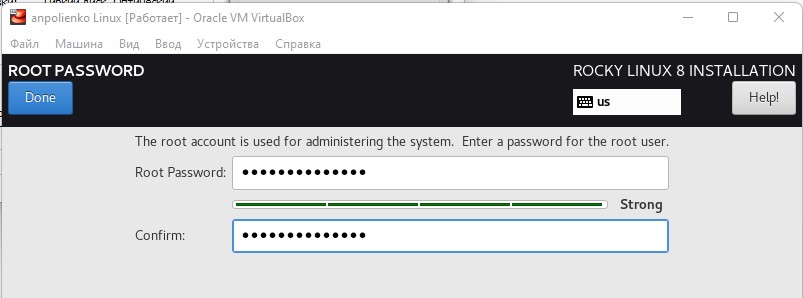 anpolienko Linux [Работает] - Oracle VM VirtualBox
Файл Машина Вид Ввод Устройства Справка
ROOT PASSWORD
ROCKY LINUX 8 INSTALLATION
Done
us
Help!
The root account is used for administering the system. Enter a password for the root user.
Root Password: ••••••••••••••
Strong
Confirm: ••••••••••••••